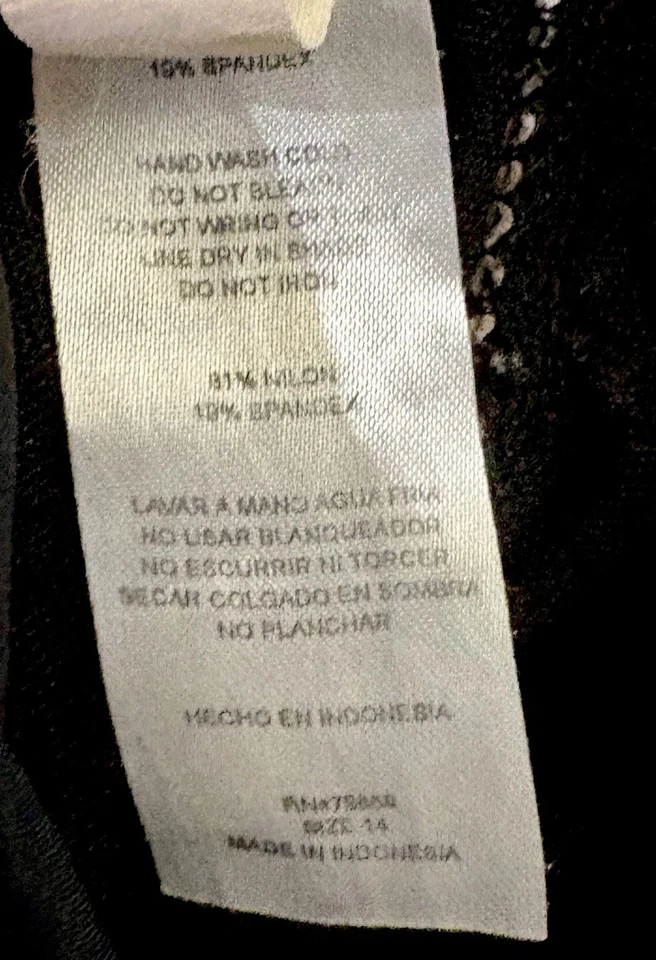 19% SPANDEX
HAND WASH COLD
DO NOT BLEACH
DO NOT WRING OR TWIST
LINE DRY IN SHADE
DO NOT IRON
81% NILON
19% SPANDEX
LAVAR A MANO AGUA FRIA
NO USAR BLANQUEADOR
NO ESCURRIR NI TORCER
SECAR COLGADO EN SOMBRA
NO PLANCHAR
HECHO EN INDONESIA
SIZE 14
MADE IN INDONESIA